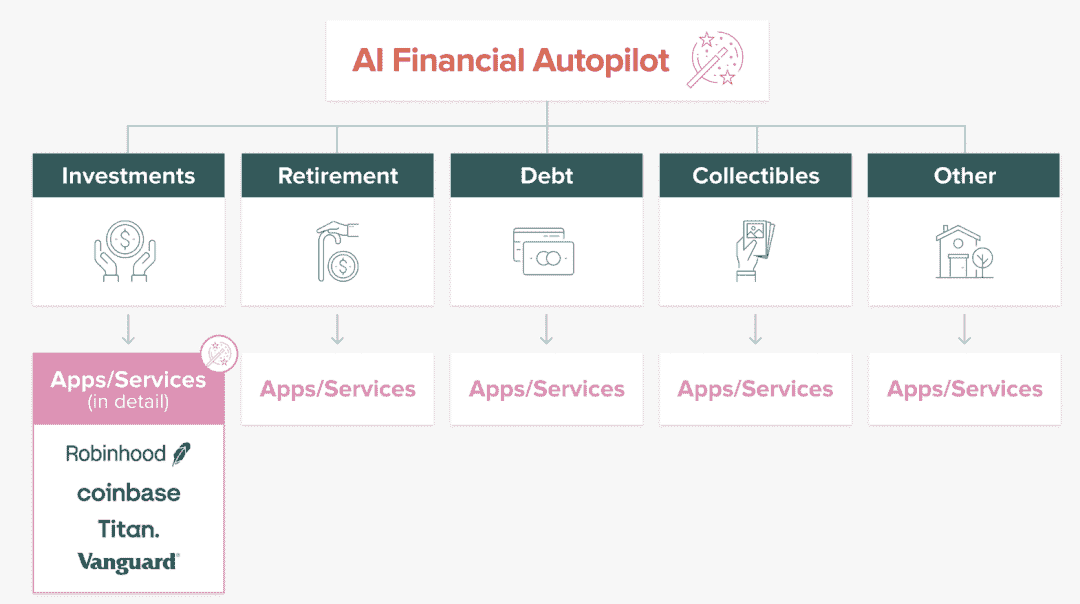 AI Financial Autopilot
Investments
Retirement
Debt
Collectibles
Other
Apps/Services
(in detail)
Apps/Services
Apps/Services
Apps/Services
Apps/Services
Robinhood
coinbase
Titan.
Vanguard®